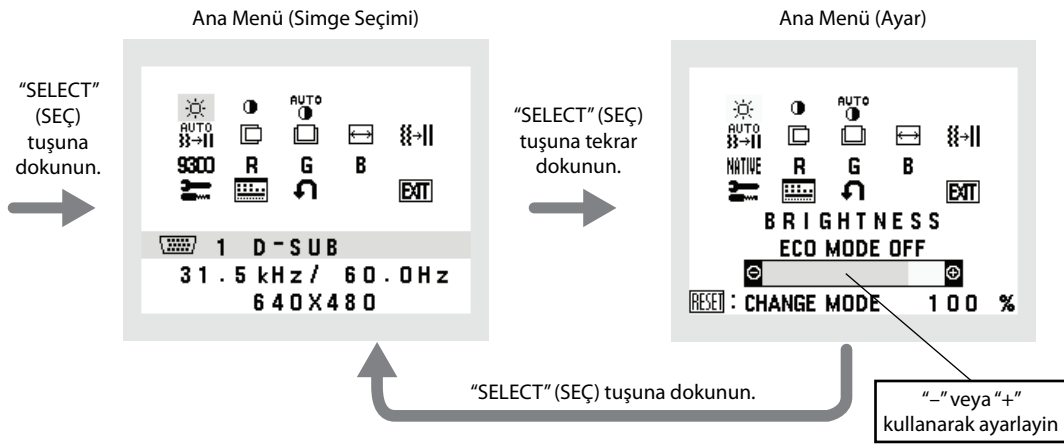 Ana Menü (Simge Seçimi)
Ana Menü (Ayar)
“SELECT”
(SEÇ)
tuşuna
dokunun.
AUTO
AUTO
9300 R G B
EXIT
1 D-SUB
31.5 kHz/ 60.0Hz
640X480
“SELECT” (SEÇ)
tuşuna tekrar
dokunun.
AUTO
AUTO
NATIVE R G B
EXIT
BRIGHTNESS
ECO MODE OFF
RESET : CHANGE MODE 100 %
“SELECT” (SEÇ) tuşuna dokunun.
“–” veya “+”
kullanarak ayarlayin